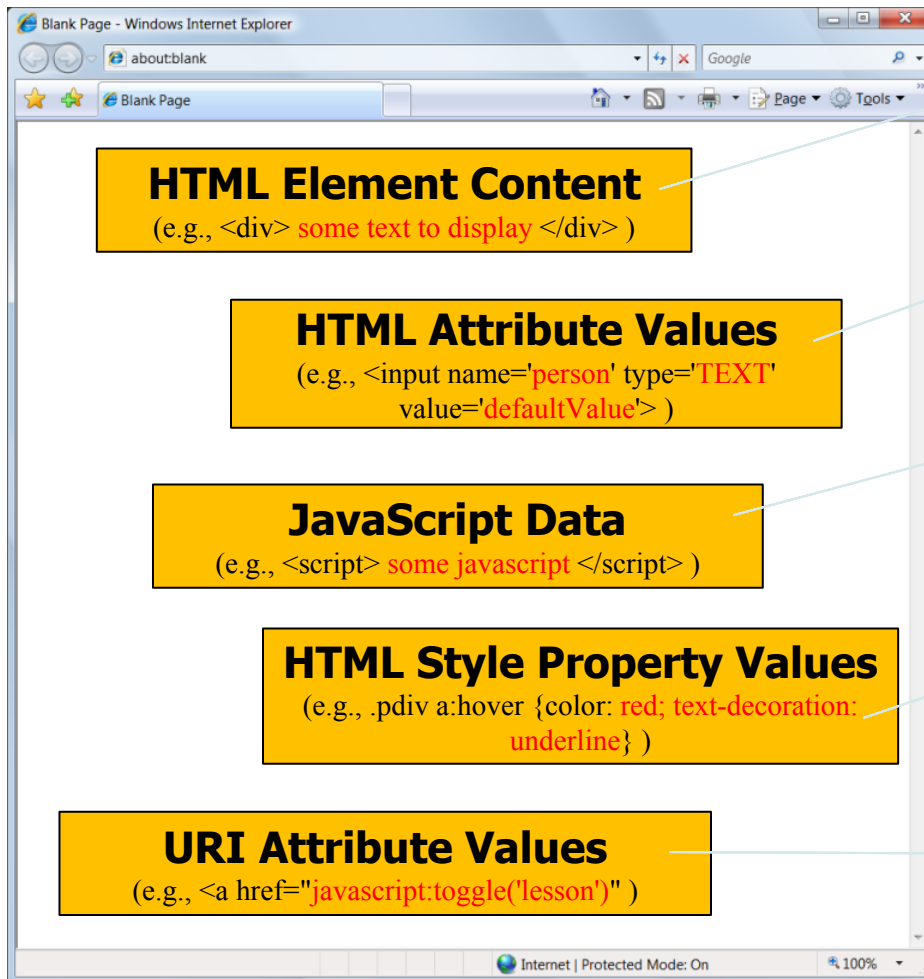 Blank Page - Windows Internet Explorer
about:blank
Google
Blank Page
Page
Tools
HTML Element Content
(e.g., <div> some text to display </div> )
HTML Attribute Values
(e.g., <input name='person' type='TEXT'
value='defaultValue'> )
JavaScript Data
(e.g., <script> some javascript </script> )
HTML Style Property Values
(e.g., .pdiv a:hover {color: red; text-decoration:
underline} )
URI Attribute Values
(e.g., <a href="javascript:toggle('lesson')" )
Internet | Protected Mode: On
100%